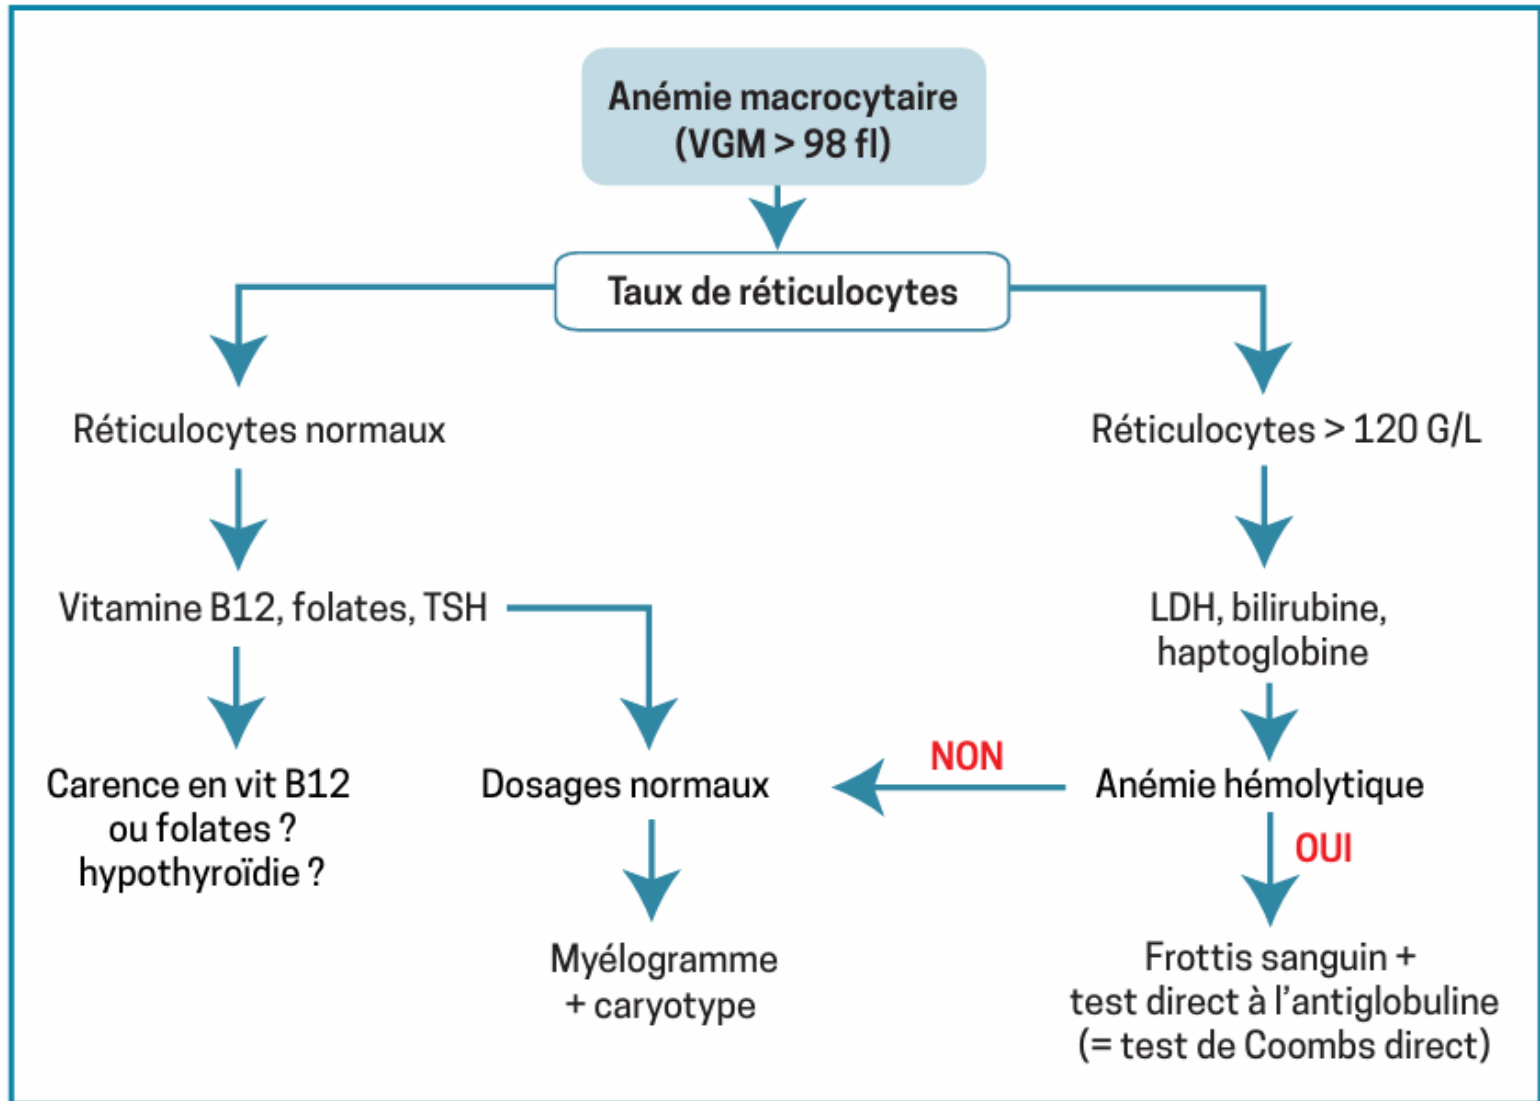 Anémie macrocytaire
(VGM > 98 fl)
Taux de réticulocytes
Réticulocytes normaux
Réticulocytes > 120 G/L
Vitamine B12, folates, TSH
LDH, bilirubine,
haptoglobine
Carence en vit B12
ou folates ?
hypothyroïdie ?
Dosages normaux
NON
Anémie hémolytique
OUI
Myélogramme
+ caryotype
Frottis sanguin +
test direct à l'antiglobuline
(= test de Coombs direct)